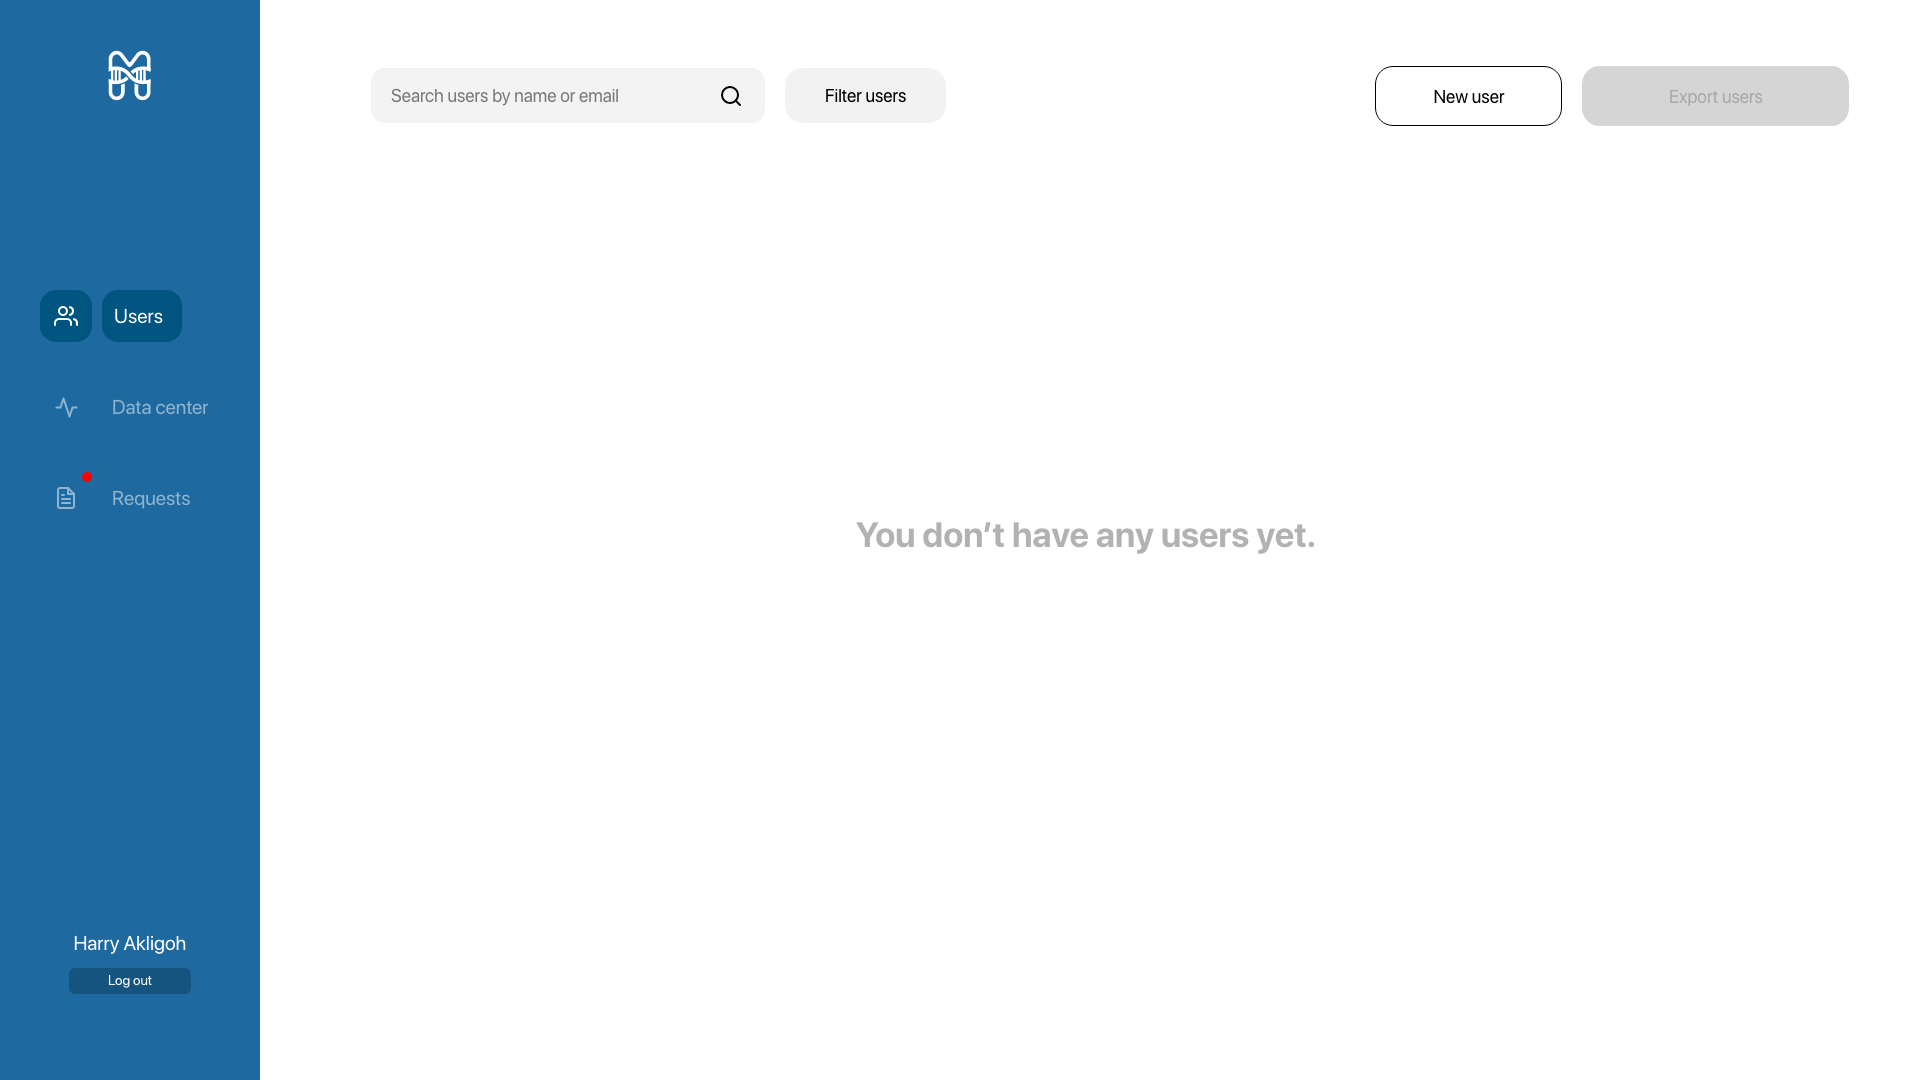 Search users by name or email
Filter users
New user
Export users
Users
Data center
Requests
You don’t have any users yet.
Harry Akligoh
Log out